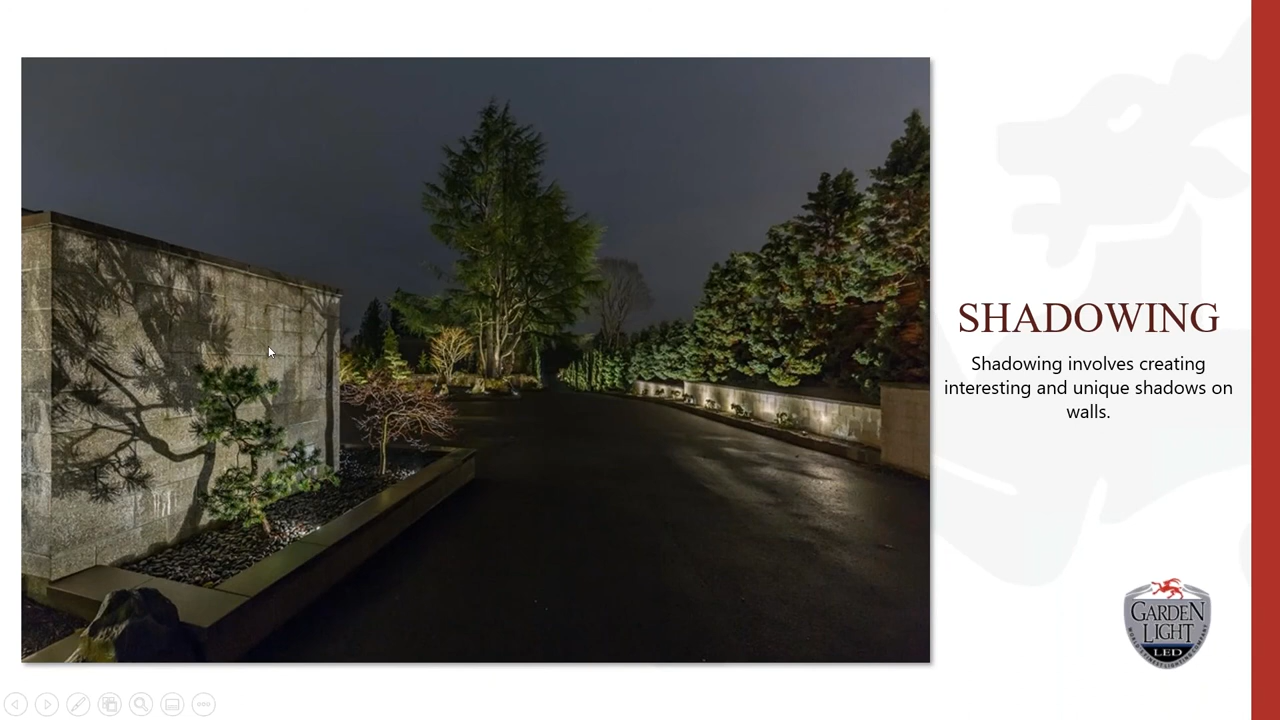 SHADOWING
Shadowing involves creating
interesting and unique shadows on
walls.
GARDEN
LIGHT
LED